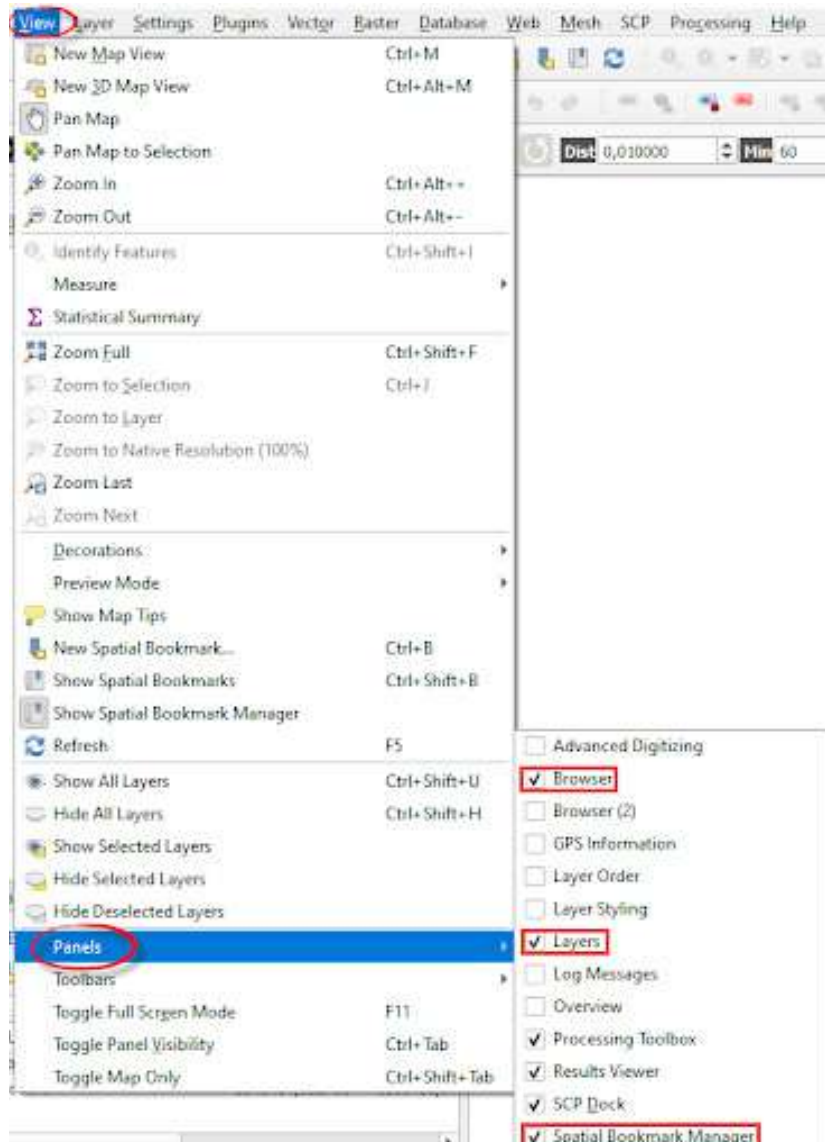 View Layer Settings Plugins Vector Raster Database Web Mesh SCP Processing Help
New Map View Ctrl+M
New 3D Map View Ctrl+Alt+M
Pan Map
Pan Map to Selection
Dist 0,010000 Min 60
Zoom In Ctrl+Alt++
Zoom Out Ctrl+Alt+-
Identify Features Ctrl+Shift+I
Measure
Statistical Summary
Zoom Full Ctrl+Shift+F
Zoom to Selection Ctrl+J
Zoom to Layer
Zoom to Native Resolution (100%)
Zoom Last
Zoom Next
Decorations
Preview Mode
Show Map Tips
New Spatial Bookmark... Ctrl+B
Show Spatial Bookmarks Ctrl+Shift+B
Show Spatial Bookmark Manager
Refresh F5
Show All Layers Ctrl+Shift+U
Hide All Layers Ctrl+Shift+H
Show Selected Layers
Hide Selected Layers
Hide Deselected Layers
Panels
Toolbars
Toggle Full Screen Mode F11
Toggle Panel Visibility Ctrl+Tab
Toggle Map Only Ctrl+Shift+Tab
Advanced Digitizing
Browser
Browser (2)
GPS Information
Layer Order
Layer Styling
Layers
Log Messages
Overview
Processing Toolbox
Results Viewer
SCP Dock
Spatial Bookmark Manager